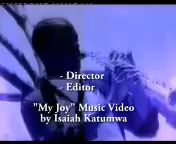 - Director
- Editor
"My Joy" Music Video
by Isaiah Katumwa